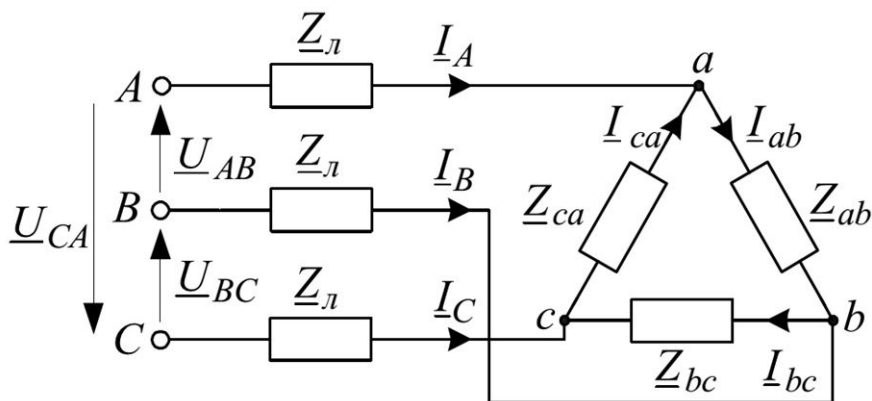 Z_л I_A a
A
I_ca I_ab
U_AB Z_л I_B
B Z_ca Z_ab
U_CA
U_BC Z_л I_C
c b
C
Z_bc I_bc